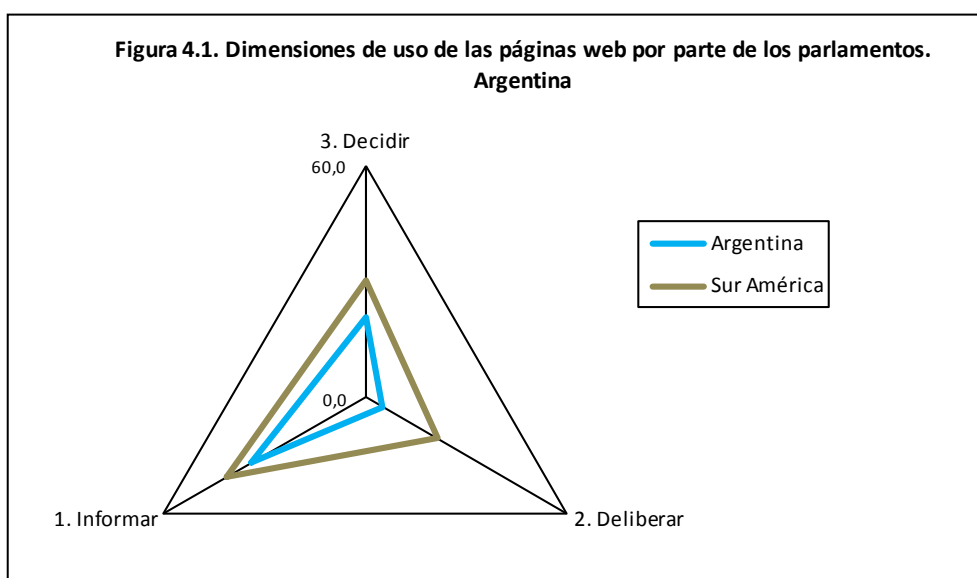 Figura 4.1. Dimensiones de uso de las páginas web por parte de los parlamentos.
Argentina
3. Decidir
60,0
Argentina
Sur América
0,0
1. Informar
2. Deliberar